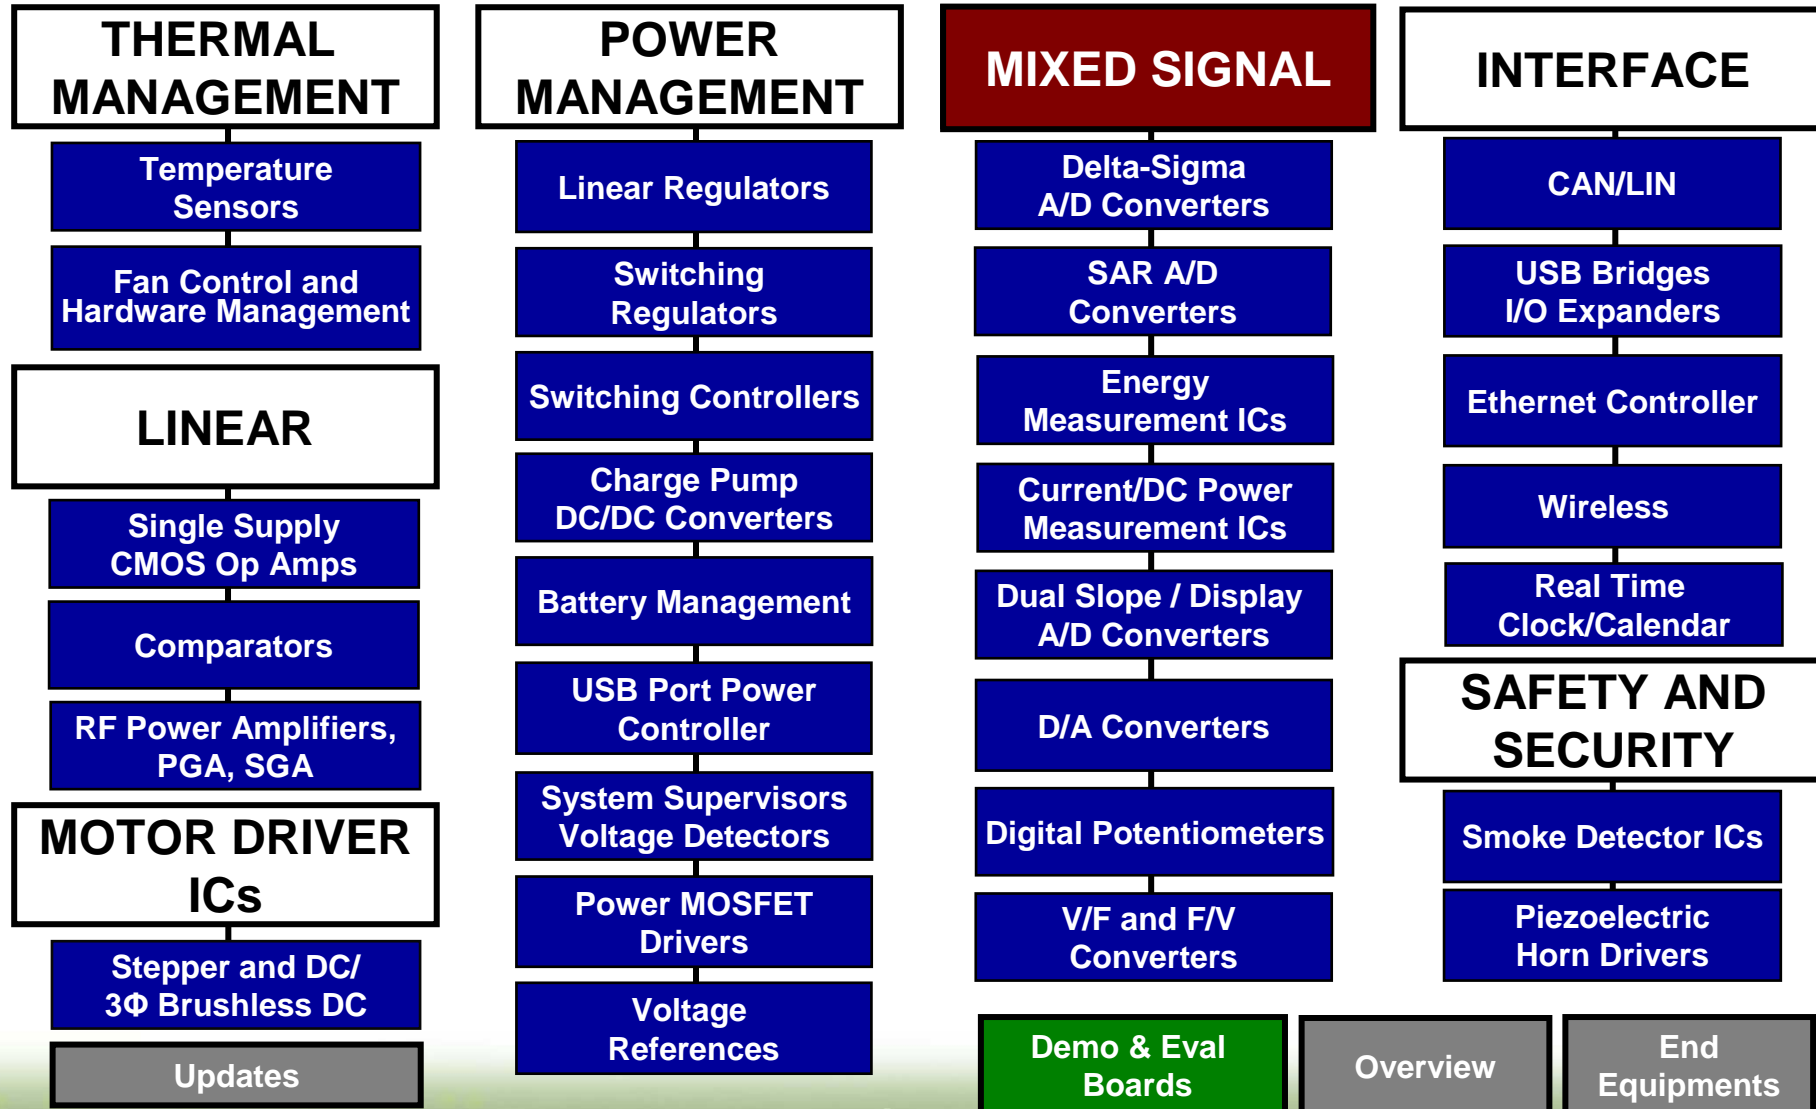 THERMAL
MANAGEMENT
Temperature
Sensors
Fan Control and
Hardware Management
LINEAR
Single Supply
CMOS Op Amps
Comparators
RF Power Amplifiers,
PGA, SGA
MOTOR DRIVER
ICs
Stepper and DC/
3Φ Brushless DC
Updates
POWER
MANAGEMENT
Linear Regulators
Switching
Regulators
Switching Controllers
Charge Pump
DC/DC Converters
Battery Management
USB Port Power
Controller
System Supervisors
Voltage Detectors
Power MOSFET
Drivers
Voltage
References
MIXED SIGNAL
Delta-Sigma
A/D Converters
SAR A/D
Converters
Energy
Measurement ICs
Current/DC Power
Measurement ICs
Dual Slope / Display
A/D Converters
D/A Converters
Digital Potentiometers
V/F and F/V
Converters
Demo & Eval
Boards
INTERFACE
CAN/LIN
USB Bridges
I/O Expanders
Ethernet Controller
Wireless
Real Time
Clock/Calendar
SAFETY AND
SECURITY
Smoke Detector ICs
Piezoelectric
Horn Drivers
Overview
End
Equipments